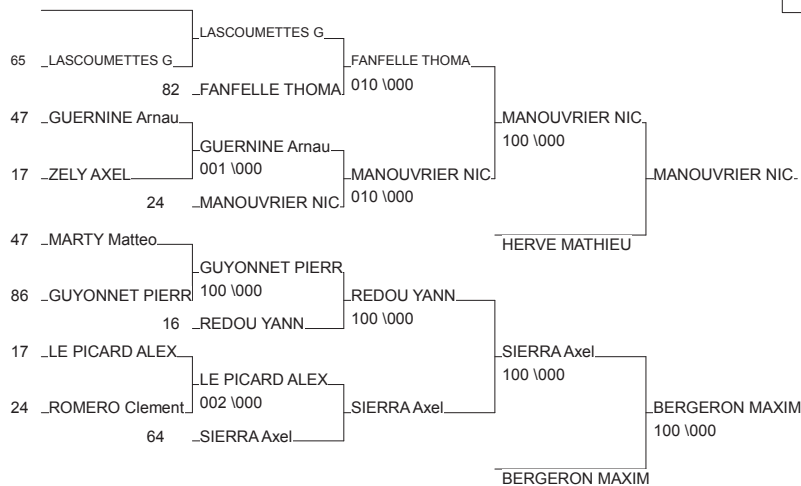 LASCOUMETTES G
65 LASCOUMETTES G FANFELLE THOMA
82 FANFELLE THOMA 010 \000
47 GUERNINE Arnau MANOUVRIER NIC
100 \000
GUERNINE Arnau
001 \000
17 ZELY AXEL MANOUVRIER NIC MANOUVRIER NIC
24 MANOUVRIER NIC 010 \000
47 MARTY Matteo HERVE MATHIEU
GUYONNET PIERR
100 \000
86 GUYONNET PIERR REDOU YANN
16 REDOU YANN 100 \000
17 LE PICARD ALEX SIERRA Axel
100 \000
LE PICARD ALEX
002 \000
24 ROMERO Clement SIERRA Axel BERGERON MAXIM
100 \000
64 SIERRA Axel
BERGERON MAXIM